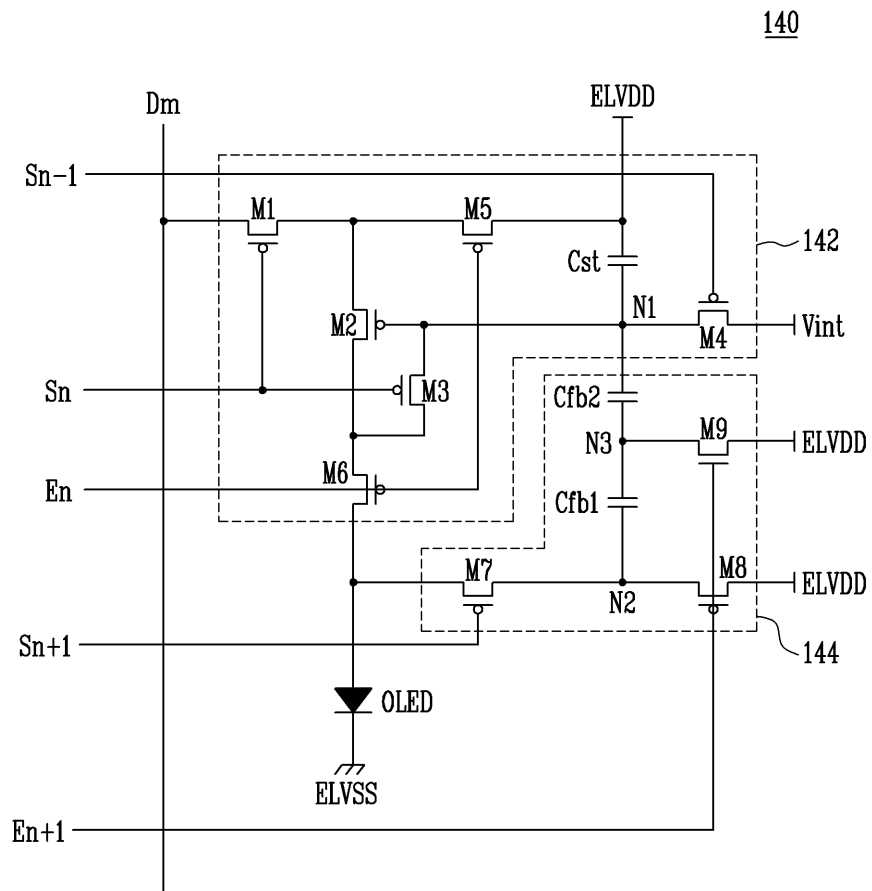 140
Dm
ELVDD
Sn-1
M1
M5
142
Cst
N1
M2
M4
Vint
Sn
M3
Cfb2
M9
N3
ELVDD
M6
En
Cfb1
M7
M8
N2
ELVDD
Sn+1
144
OLED
ELVSS
En+1